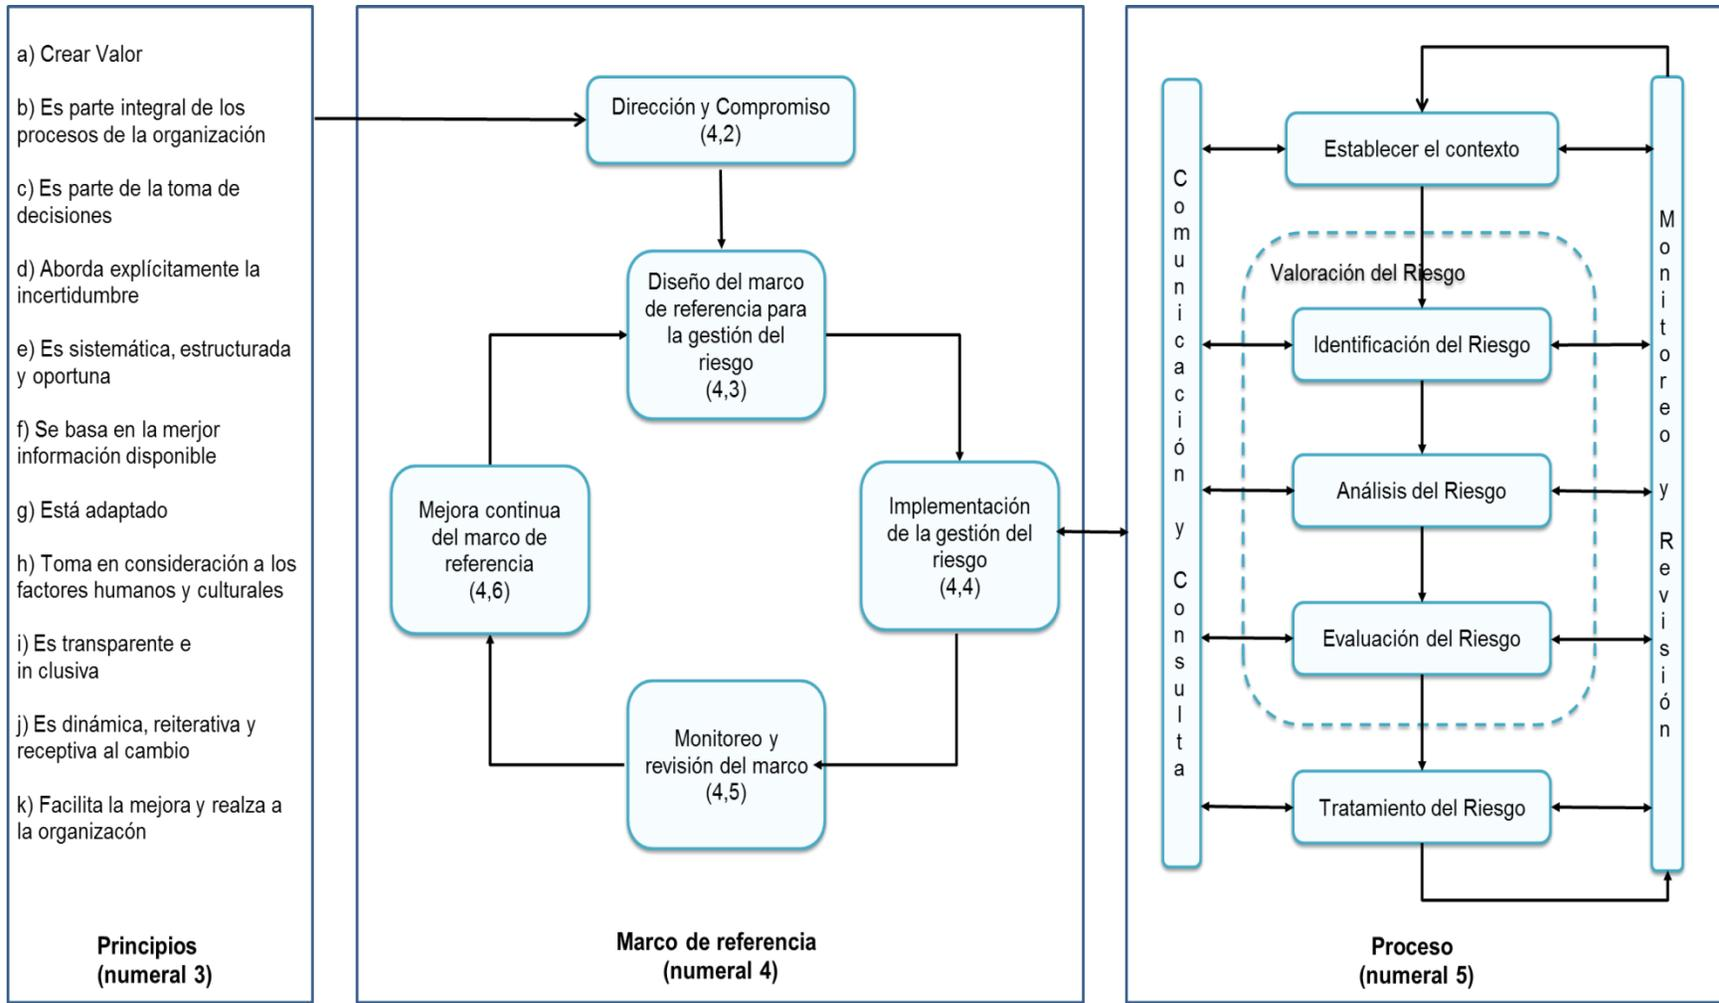 a) Crear Valor
b) Es parte integral de los
procesos de la organización
c) Es parte de la toma de
decisiones
d) Aborda explícitamente la
incertidumbre
e) Es sistemática, estructurada
y oportuna
f) Se basa en la merjor
información disponible
g) Está adaptado
h) Toma en consideración a los
factores humanos y culturales
i) Es transparente e
in clusiva
j) Es dinámica, reiterativa y
receptiva al cambio
k) Facilita la mejora y realza a
la organizacón
Principios
(numeral 3)
Dirección y Compromiso
(4,2)
Diseño del marco
de referencia para
la gestión del
riesgo
(4,3)
Mejora continua
del marco de
referencia
(4,6)
Implementación
de la gestión del
riesgo
(4,4)
Monitoreo y
revisión del marco
(4,5)
Marco de referencia
(numeral 4)
Comunicación y Consulta
Establecer el contexto
Valoración del Riesgo
Identificación del Riesgo
Análisis del Riesgo
Evaluación del Riesgo
Tratamiento del Riesgo
Monitoreo y Revisión
Proceso
(numeral 5)